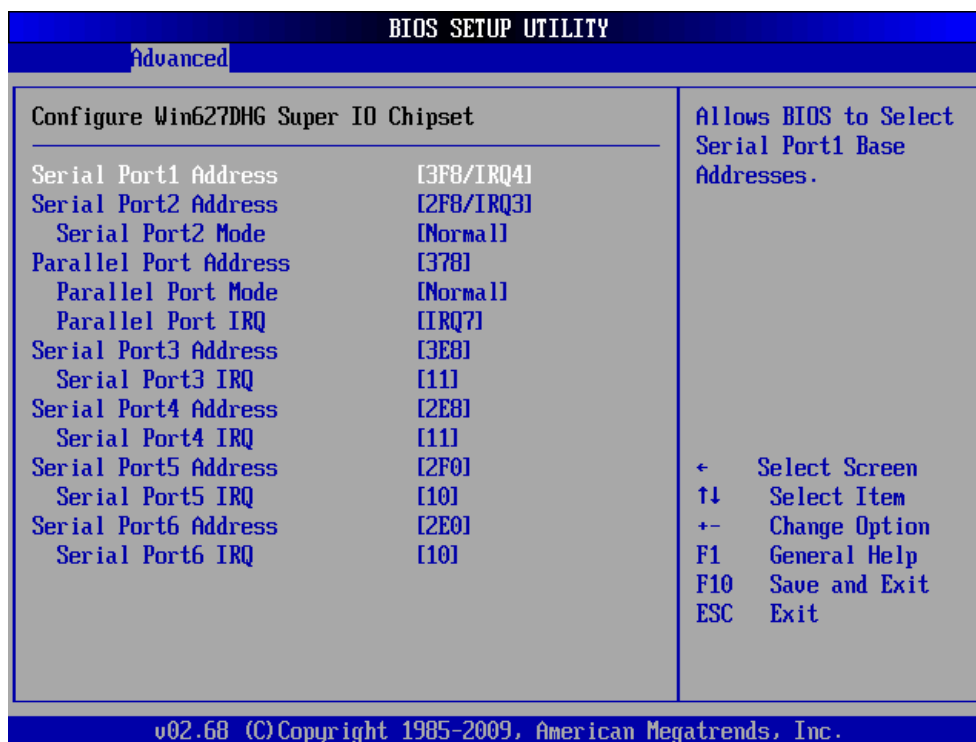 BIOS SETUP UTILITY
Advanced
Configure Win627DHG Super IO Chipset
Serial Port1 Address [3F8/IRQ4]
Serial Port2 Address [2F8/IRQ3]
Serial Port2 Mode [Normal]
Parallel Port Address [378]
Parallel Port Mode [Normal]
Parallel Port IRQ [IRQ7]
Serial Port3 Address [3E8]
Serial Port3 IRQ [11]
Serial Port4 Address [2E8]
Serial Port4 IRQ [11]
Serial Port5 Address [2F0]
Serial Port5 IRQ [10]
Serial Port6 Address [2E0]
Serial Port6 IRQ [10]
Allows BIOS to Select
Serial Port1 Base
Addresses.
← Select Screen
↑↓ Select Item
+- Change Option
F1 General Help
F10 Save and Exit
ESC Exit
v02.68 (C)Copyright 1985-2009, American Megatrends, Inc.